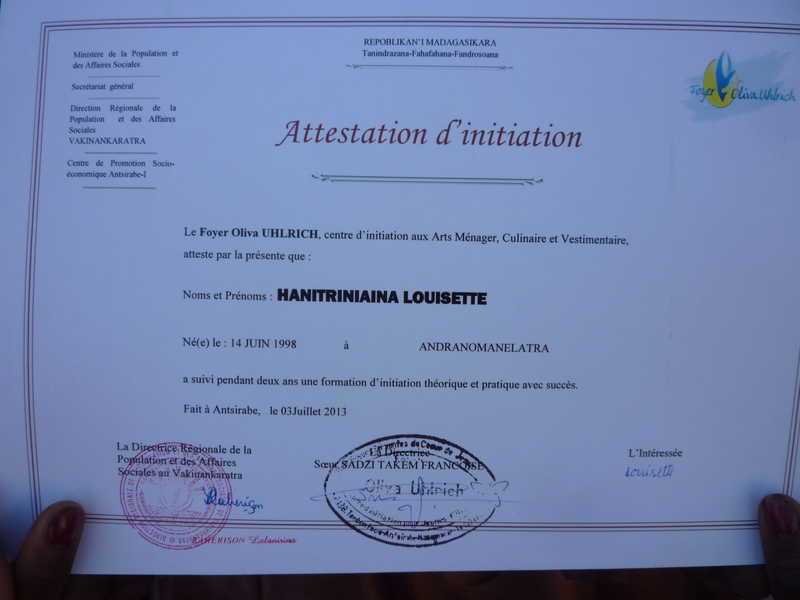 REPOBLIKAN'I MADAGASIKARA
Tanindrazana-Fahafahana-Fandrosoana
Ministère de la Population et
des Affaires Sociales
Secrétariat général
Direction Régionale de la
Population et des Affaires
Sociales
VAKINANKARATRA
Centre de Promotion Socio-
économique Antsirabe-I
Foyer Oliva Uhlrich
Attestation d'initiation
Le Foyer Oliva UHLRICH, centre d'initiation aux Arts Ménager, Culinaire et Vestimentaire,
atteste par la présente que :
Noms et Prénoms : HANITRINIAINA LOUISETTE
Né(e) le : 14 JUIN 1998 à ANDRANOMANELATRA
a suivi pendant deux ans une formation d'initiation théorique et pratique avec succès.
Fait à Antsirabe, le 03Juillet 2013
La Directrice Régionale de la
Population et des Affaires
Sociales au Vakinankaratra
La Directrice
Sœur SADZI TAKEM FRANCOISE
Oliva Uhlrich
L'Intéressée
Louisette